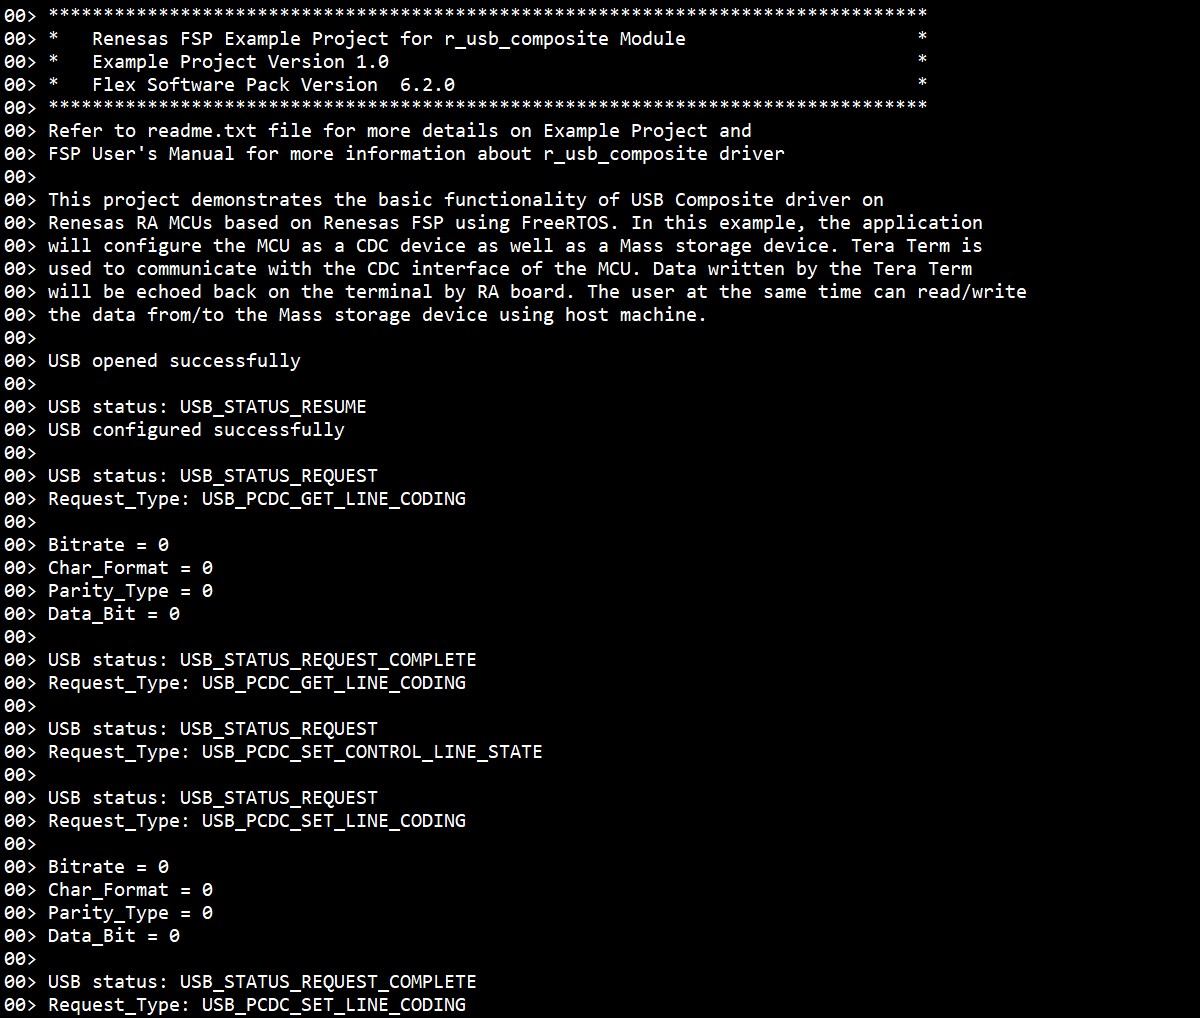 00> ********************************************************************************
00> *   Renesas FSP Example Project for r_usb_composite Module                     *
00> *   Example Project Version 1.0                                                *
00> *   Flex Software Pack Version  6.2.0                                          *
00> ********************************************************************************
00> Refer to readme.txt file for more details on Example Project and
00> FSP User's Manual for more information about r_usb_composite driver
00>
00> This project demonstrates the basic functionality of USB Composite driver on
00> Renesas RA MCUs based on Renesas FSP using FreeRTOS. In this example, the application
00> will configure the MCU as a CDC device as well as a Mass storage device. Tera Term is
00> used to communicate with the CDC interface of the MCU. Data written by the Tera Term
00> will be echoed back on the terminal by RA board. The user at the same time can read/write
00> the data from/to the Mass storage device using host machine.
00>
00> USB opened successfully
00>
00> USB status: USB_STATUS_RESUME
00> USB configured successfully
00>
00> USB status: USB_STATUS_REQUEST
00> Request_Type: USB_PCDC_GET_LINE_CODING
00>
00> Bitrate = 0
00> Char_Format = 0
00> Parity_Type = 0
00> Data_Bit = 0
00>
00> USB status: USB_STATUS_REQUEST_COMPLETE
00> Request_Type: USB_PCDC_GET_LINE_CODING
00>
00> USB status: USB_STATUS_REQUEST
00> Request_Type: USB_PCDC_SET_CONTROL_LINE_STATE
00>
00> USB status: USB_STATUS_REQUEST
00> Request_Type: USB_PCDC_SET_LINE_CODING
00>
00> Bitrate = 0
00> Char_Format = 0
00> Parity_Type = 0
00> Data_Bit = 0
00>
00> USB status: USB_STATUS_REQUEST_COMPLETE
00> Request_Type: USB_PCDC_SET_LINE_CODING